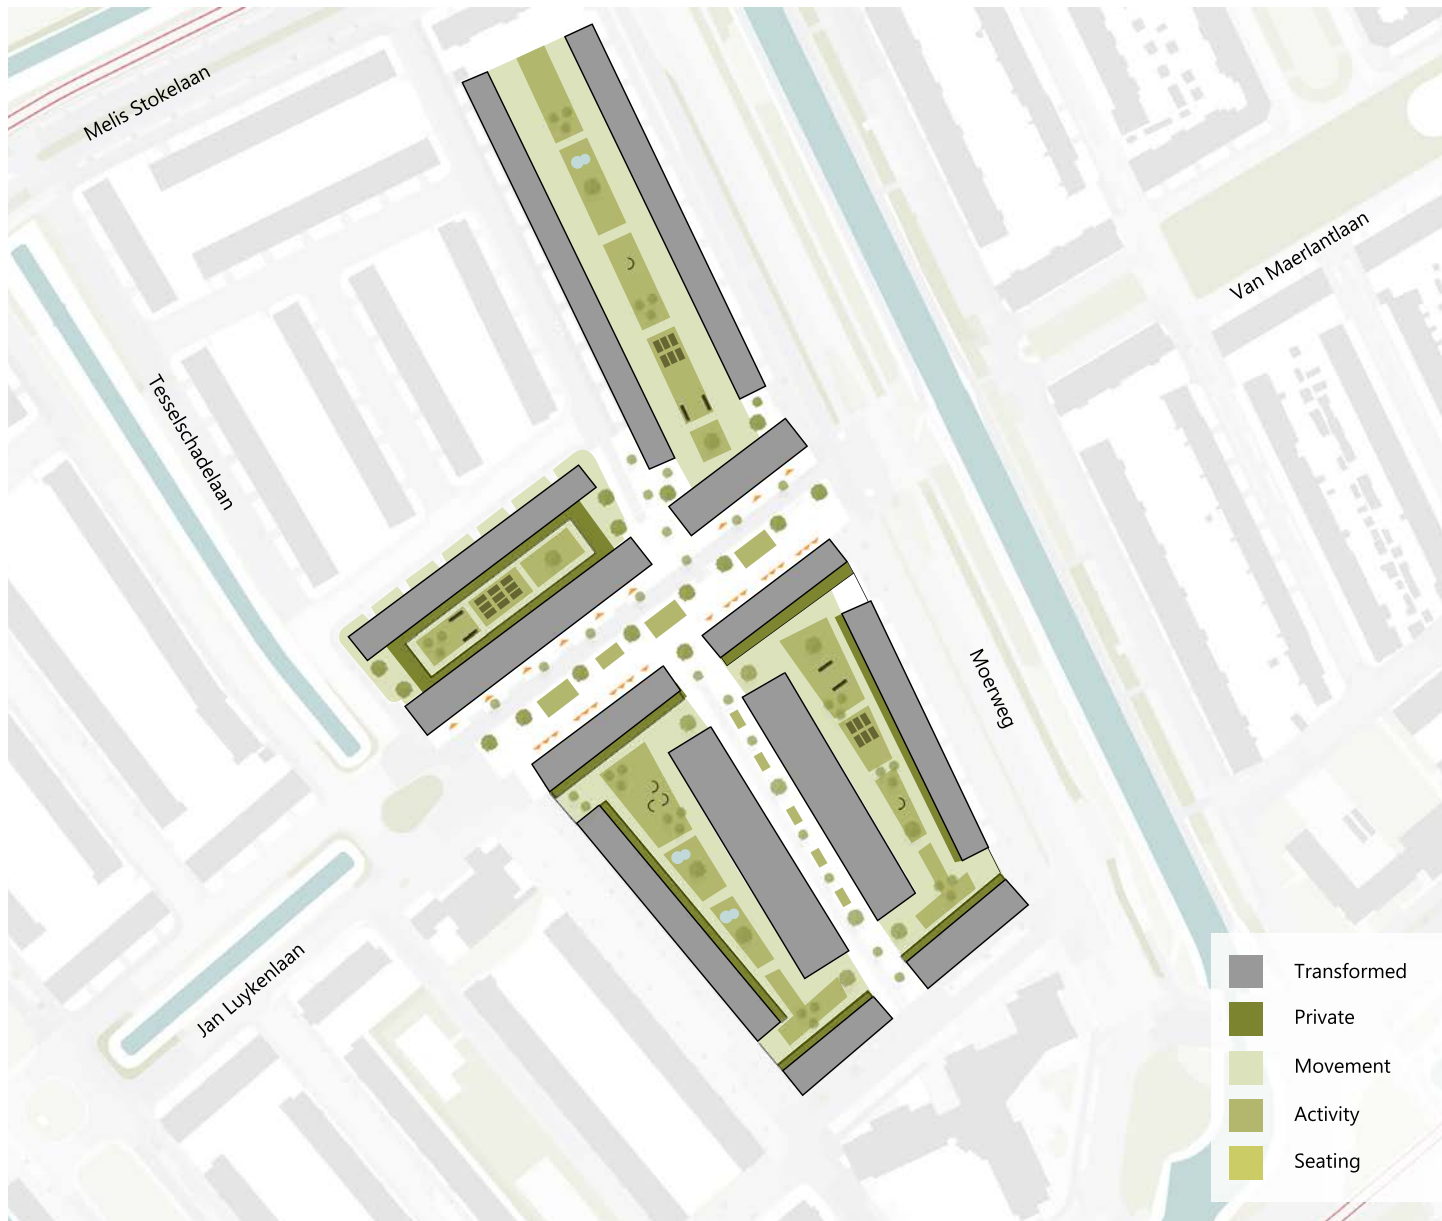 Melis Stokelaan
Van Maerlantlaan
Tesselschadelaan
Moerweg
Jan Luykenlaan
Transformed
Private
Movement
Activity
Seating